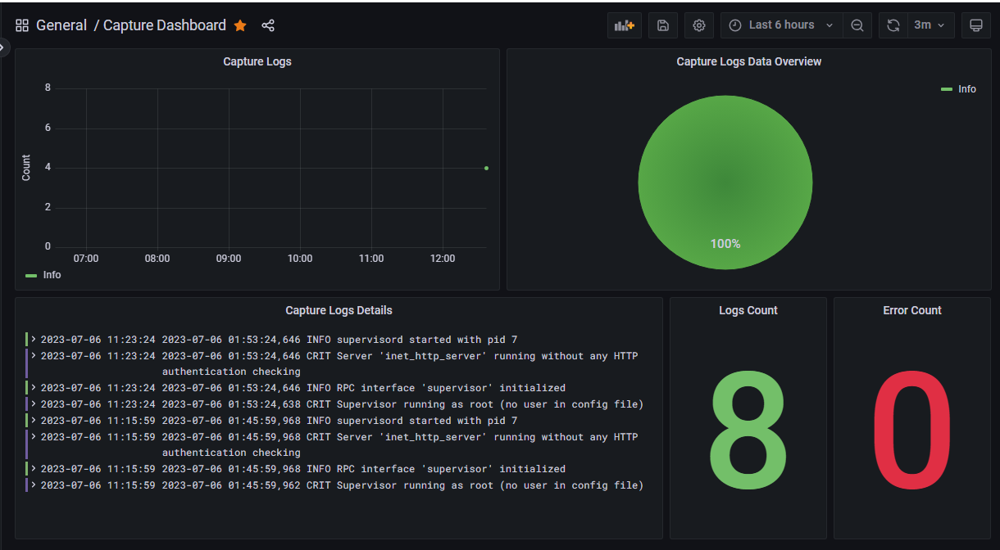 General / Capture Dashboard
Last 6 hours
3m
Capture Logs
8
6
4
2
0
Count
07:00 08:00 09:00 10:00 11:00 12:00
Info
Capture Logs Data Overview
Info
100%
Capture Logs Details
2023-07-06 11:23:24 2023-07-06 01:53:24,646 INFO supervisord started with pid 7
2023-07-06 11:23:24 2023-07-06 01:53:24,646 CRIT Server 'inet_http_server' running without any HTTP
authentication checking
2023-07-06 11:23:24 2023-07-06 01:53:24,646 INFO RPC interface 'supervisor' initialized
2023-07-06 11:23:24 2023-07-06 01:53:24,638 CRIT Supervisor running as root (no user in config file)
2023-07-06 11:15:59 2023-07-06 01:45:59,968 INFO supervisord started with pid 7
2023-07-06 11:15:59 2023-07-06 01:45:59,968 CRIT Server 'inet_http_server' running without any HTTP
authentication checking
2023-07-06 11:15:59 2023-07-06 01:45:59,968 INFO RPC interface 'supervisor' initialized
2023-07-06 11:15:59 2023-07-06 01:45:59,962 CRIT Supervisor running as root (no user in config file)
Logs Count
8
Error Count
0